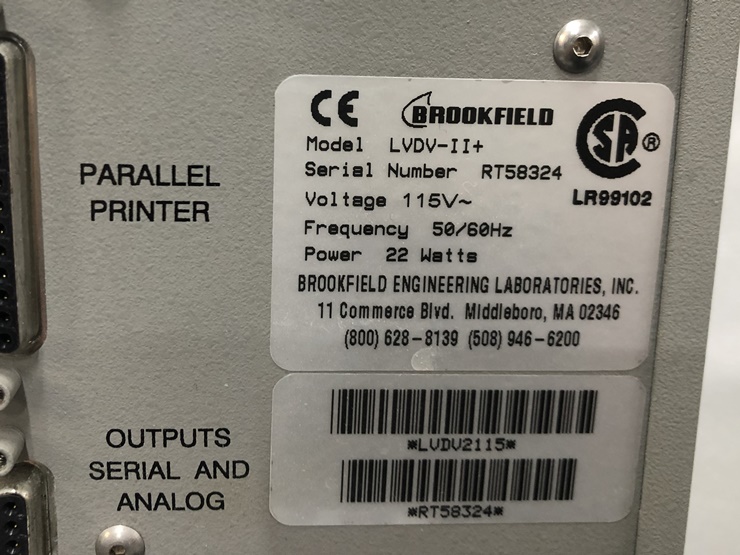 CE BROOKFIELD
Model LVDV-II+
Serial Number RT58324
Voltage 115V~
Frequency 50/60Hz
Power 22 Watts
SA ®
LR99102
BROOKFIELD ENGINEERING LABORATORIES, INC.
11 Commerce Blvd. Middleboro, MA 02346
(800) 628-8139 (508) 946-6200
PARALLEL
PRINTER
*LVDV2115*
*RT58324*
OUTPUTS
SERIAL AND
ANALOG